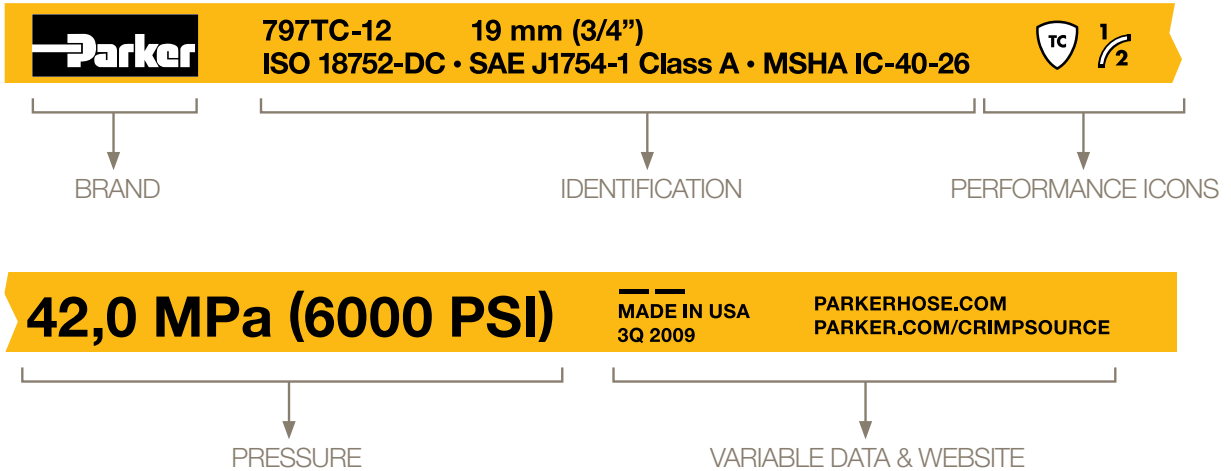 Parker
797TC-12 19 mm (3/4”)
ISO 18752-DC • SAE J1754-1 Class A • MSHA IC-40-26
TC 1/2
BRAND
IDENTIFICATION
PERFORMANCE ICONS
42,0 MPa (6000 PSI)
MADE IN USA
3Q 2009
PARKERHOSE.COM
PARKER.COM/CRIMPSOURCE
PRESSURE
VARIABLE DATA & WEBSITE